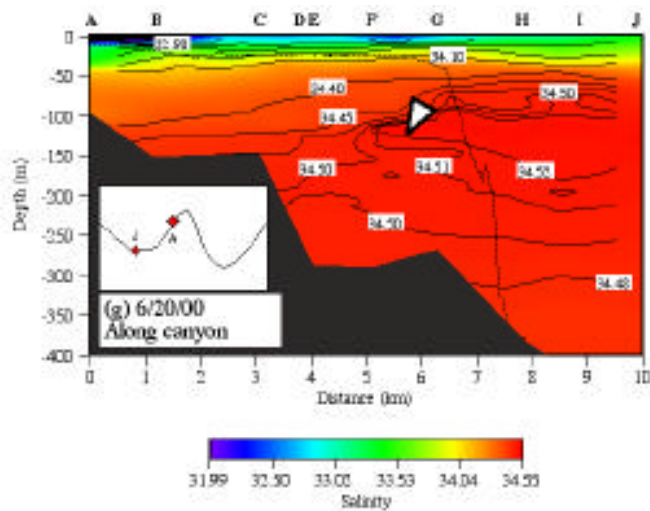 A B C D E F G H I J
0
-50
-100
-150
-200
-250
-300
-350
-400
Depth (m)
32.90
34.10
34.40
34.50
34.45
34.50
34.51
34.50
34.48
J
A
(g) 6/20/00
Along canyon
0 1 2 3 4 5 6 7 8 9 10
Distance (km)
31.99 32.50 33.02 33.53 34.04 34.55
Salinity